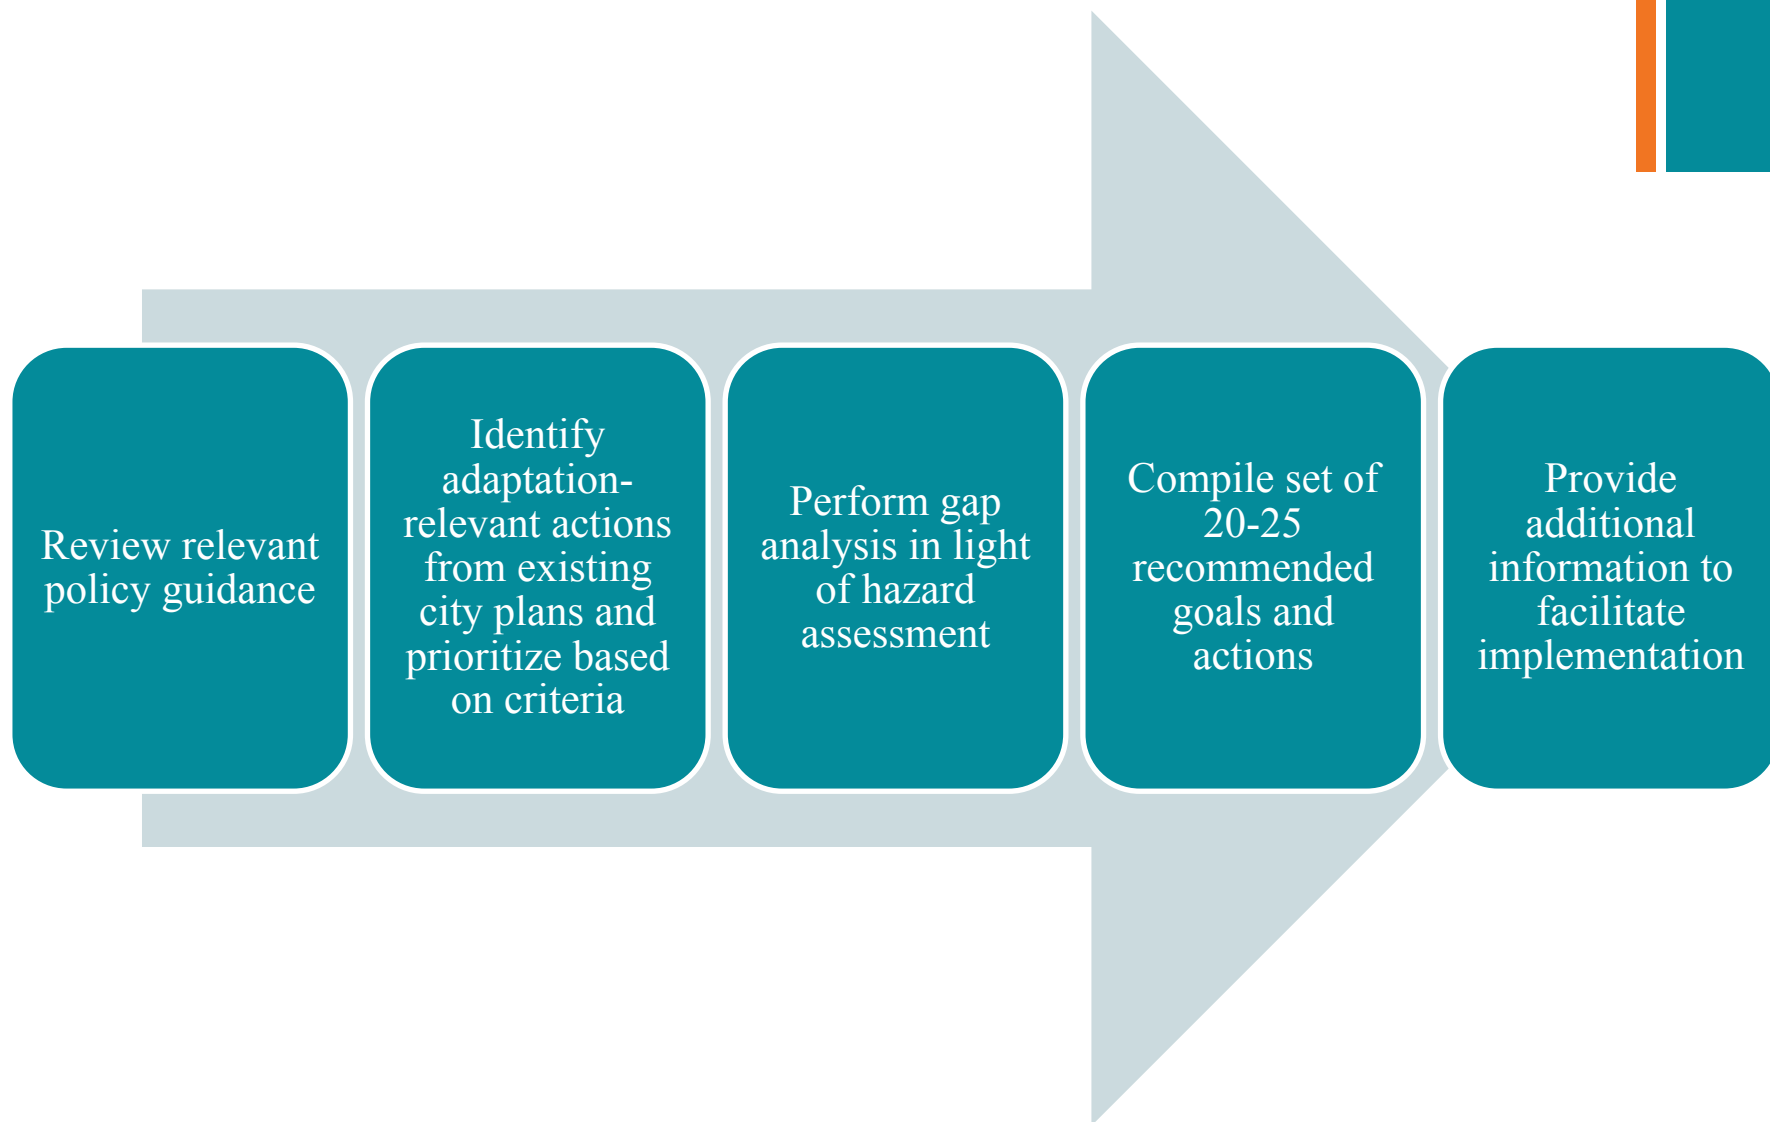 Review relevant
policy guidance
Identify
adaptation-
relevant actions
from existing
city plans and
prioritize based
on criteria
Perform gap
analysis in light
of hazard
assessment
Compile set of
20-25
recommended
goals and
actions
Provide
additional
information to
facilitate
implementation